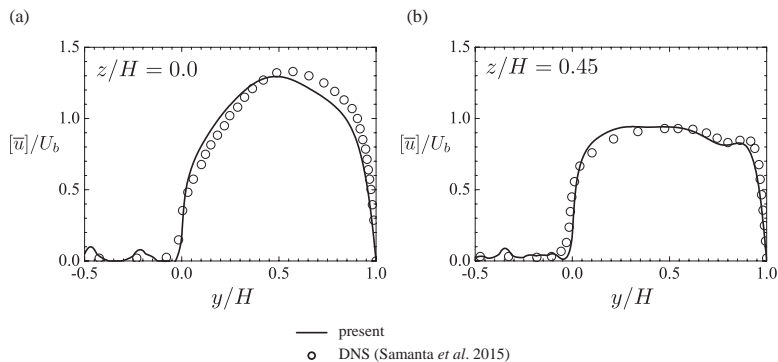 (a)
z/H = 0.0
[u̅]/U_b
1.5
1.0
0.5
0.0
-0.5 0.0 0.5 1.0
y/H
(b)
z/H = 0.45
[u̅]/U_b
1.5
1.0
0.5
0.0
-0.5 0.0 0.5 1.0
y/H
present
DNS (Samanta et al. 2015)